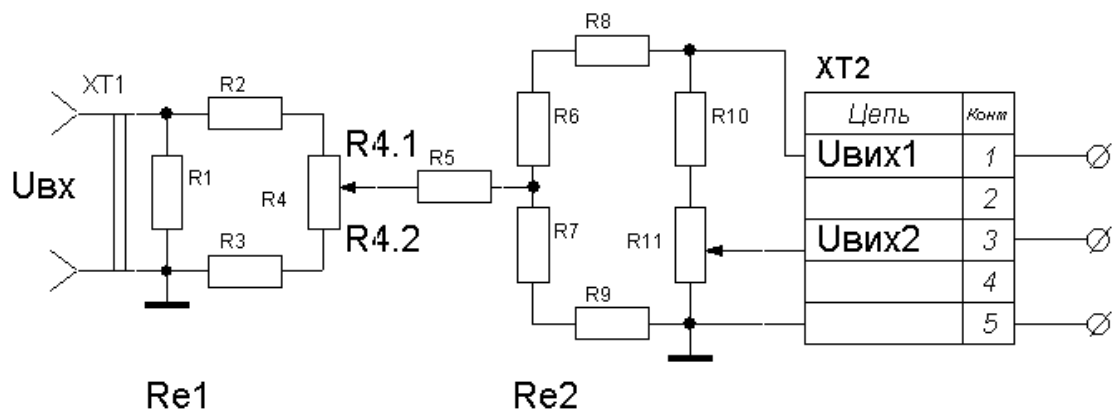 R8
XT1
R2
XT2
Цепь Конт
R6
R10
R4.1
R5
Uвих1 1
Uвх
R1
R4
2
R4.2
R7
R11
Uвих2 3
R3
4
R9
5
Re1
Re2